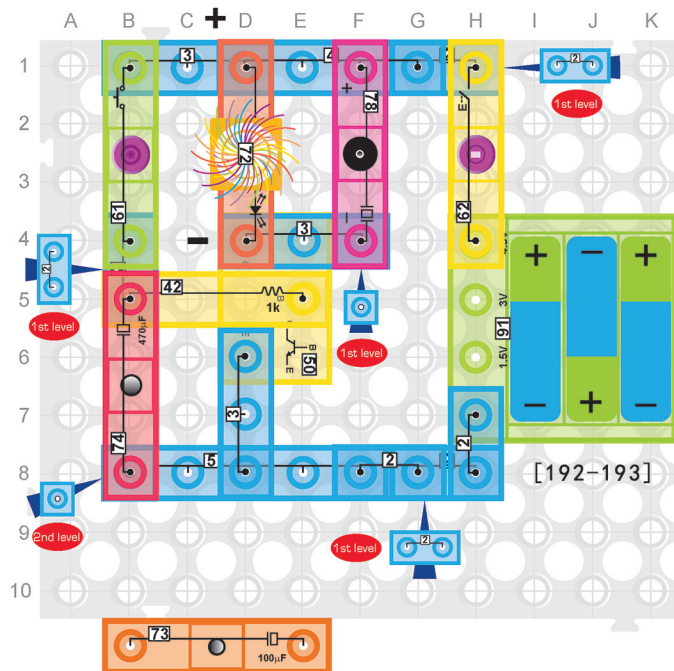 A B C + D E F G H I J K
1 3 4 2 1st level
2 + 78
72
3 61 − 62
4 − 3 4.5V
2 1st level
42 1k B 1st level
5 3V
470μF B 50 E 91
6 1.5V
7 3 2
74
8 5 2 [192-193]
2nd level 1st level
9 2
10
73 100μF